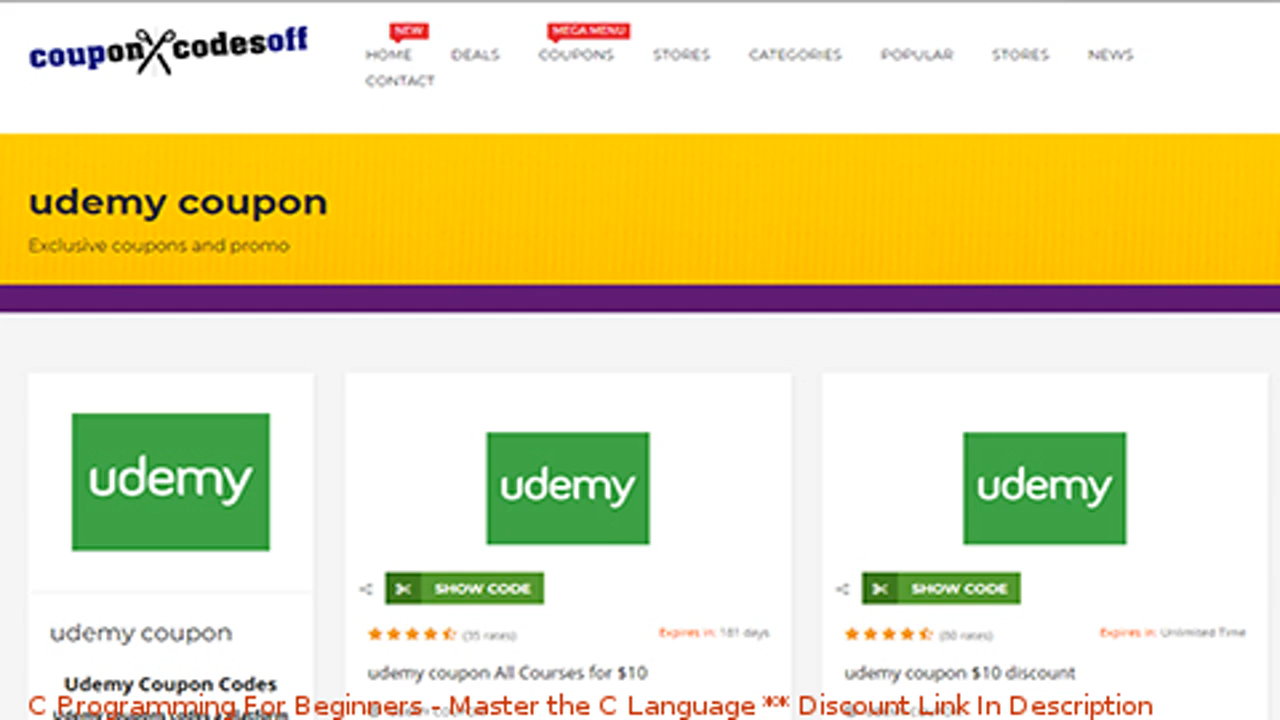 couponcodesoff
NEW
MEGA MENU
HOME DEALS COUPONS STORES CATEGORIES POPULAR STORES NEWS
CONTACT
udemy coupon
Exclusive coupons and promo
udemy
udemy coupon
Udemy Coupon Codes
udemy
SHOW CODE
(35 rates) Expires in: 181 days
udemy coupon All Courses for $10
udemy
SHOW CODE
(80 rates) Expires in: Unlimited Time
udemy coupon $10 discount
C Programming For Beginners - Master the C Language ** Discount Link In Description